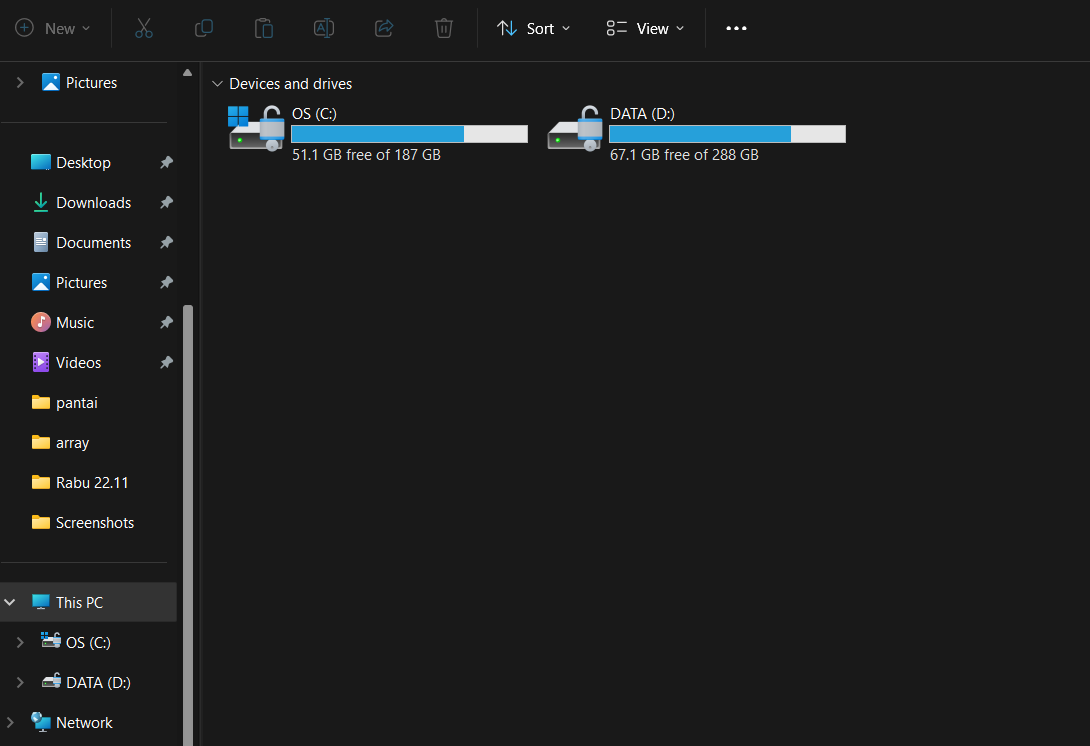 New
Sort
View
Pictures
Desktop
Downloads
Documents
Pictures
Music
Videos
pantai
array
Rabu 22.11
Screenshots
This PC
OS (C:)
DATA (D:)
Network
Devices and drives
OS (C:)
51.1 GB free of 187 GB
DATA (D:)
67.1 GB free of 288 GB